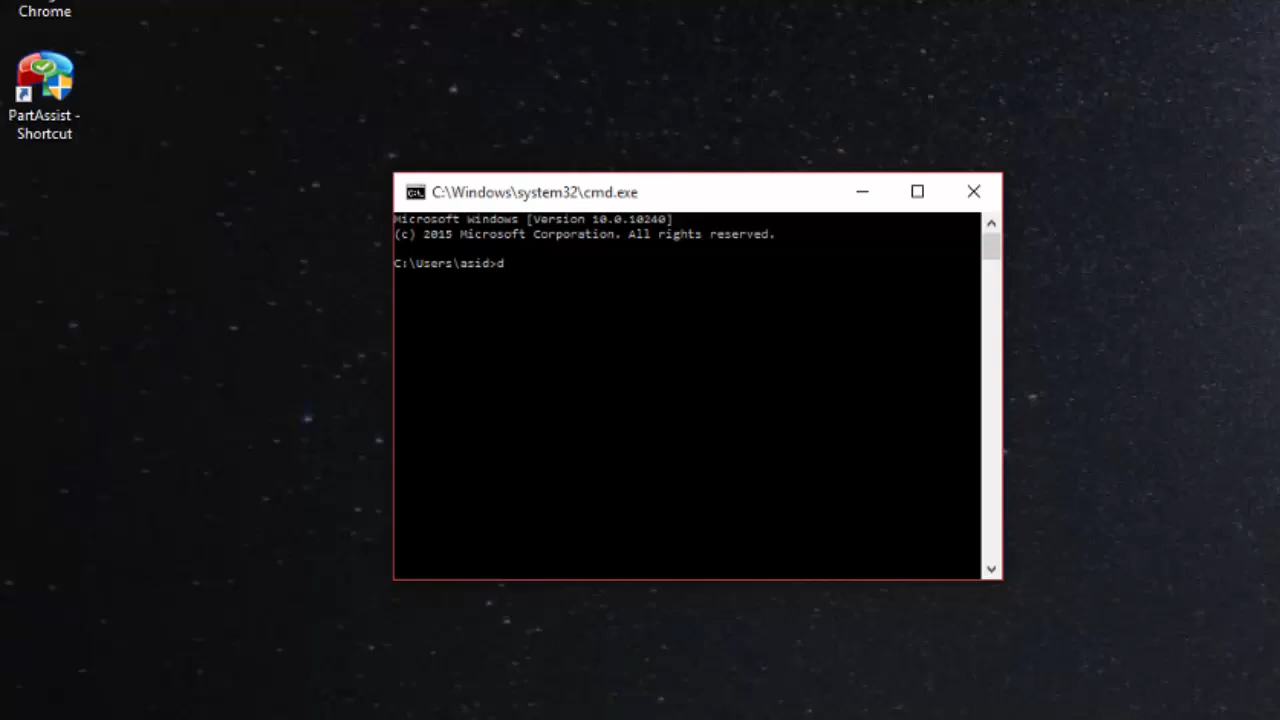 Chrome
PartAssist -
Shortcut
C:\Windows\system32\cmd.exe
Microsoft Windows [Version 10.0.10240]
(c) 2015 Microsoft Corporation. All rights reserved.
C:\Users\asid>d